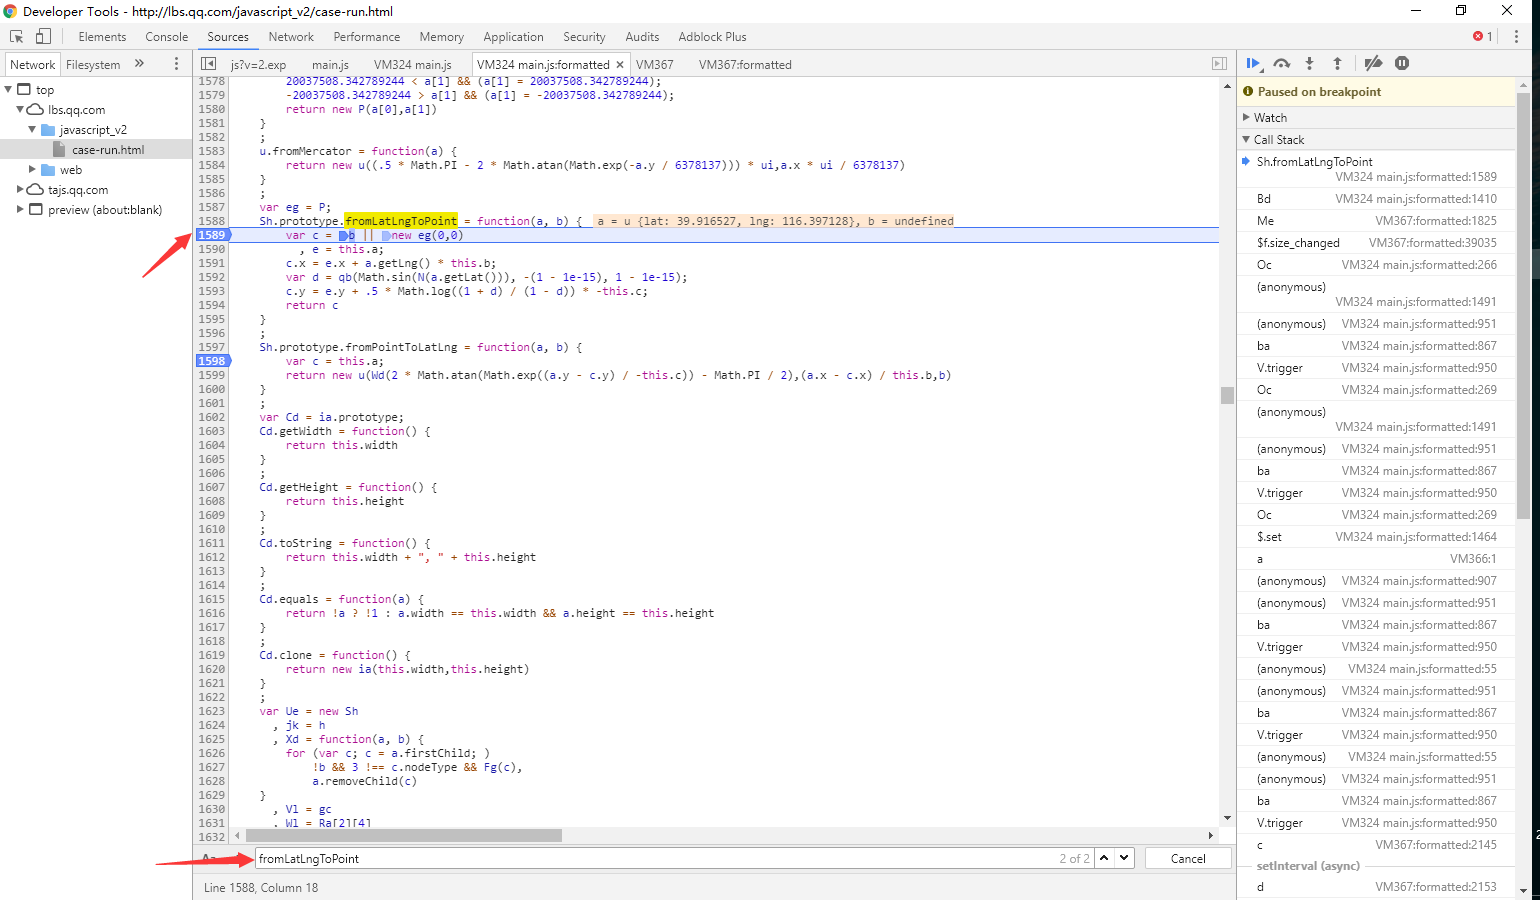 Developer Tools - http://lbs.qq.com/javascript_v2/case-run.html
Elements Console Sources Network Performance Memory Application Security Audits Adblock Plus 1
Network Filesystem »
js?v=2.exp main.js VM324 main.js VM324 main.js:formatted × VM367 VM367:formatted
top
lbs.qq.com
javascript_v2
case-run.html
web
tajs.qq.com
preview (about:blank)
1578 20037508.342789244 < a[1] && (a[1] = 20037508.342789244);
1579 -20037508.342789244 > a[1] && (a[1] = -20037508.342789244);
1580 return new P(a[0],a[1])
1581 }
1582 ;
1583 u.fromMercator = function(a) {
1584 return new u((.5 * Math.PI - 2 * Math.atan(Math.exp(-a.y / 6378137))) * ui,a.x * ui / 6378137)
1585 }
1586 ;
1587 var eg = P;
1588 Sh.prototype.fromLatLngToPoint = function(a, b) { a = u {lat: 39.916527, lng: 116.397128}, b = undefined
1589 var c = b || new eg(0,0)
1590 , e = this.a;
1591 c.x = e.x + a.getLng() * this.b;
1592 var d = qb(Math.sin(N(a.getLat())), -(1 - 1e-15), 1 - 1e-15);
1593 c.y = e.y + .5 * Math.log((1 + d) / (1 - d)) * -this.c;
1594 return c
1595 }
1596 ;
1597 Sh.prototype.fromPointToLatLng = function(a, b) {
1598 var c = this.a;
1599 return new u(Wd(2 * Math.atan(Math.exp((a.y - c.y) / -this.c)) - Math.PI / 2),(a.x - c.x) / this.b,b)
1600 }
1601 ;
1602 var Cd = ia.prototype;
1603 Cd.getWidth = function() {
1604 return this.width
1605 }
1606 ;
1607 Cd.getHeight = function() {
1608 return this.height
1609 }
1610 ;
1611 Cd.toString = function() {
1612 return this.width + ", " + this.height
1613 }
1614 ;
1615 Cd.equals = function(a) {
1616 return !a ? !1 : a.width == this.width && a.height == this.height
1617 }
1618 ;
1619 Cd.clone = function() {
1620 return new ia(this.width,this.height)
1621 }
1622 ;
1623 var Ue = new Sh
1624 , jk = h
1625 , Xd = function(a, b) {
1626 for (var c; c = a.firstChild; )
1627 !b && 3 !== c.nodeType && Fg(c),
1628 a.removeChild(c)
1629 }
1630 , Vl = gc
1631 , Wl = Ra[2][4]
1632
Aa fromLatLngToPoint 2 of 2 Cancel
Line 1588, Column 18
Paused on breakpoint
Watch
Call Stack
Sh.fromLatLngToPoint
VM324 main.js:formatted:1589
Bd VM324 main.js:formatted:1410
Me VM367:formatted:1825
$f.size_changed VM367:formatted:39035
Oc VM324 main.js:formatted:266
(anonymous)
VM324 main.js:formatted:1491
(anonymous) VM324 main.js:formatted:951
ba VM324 main.js:formatted:867
V.trigger VM324 main.js:formatted:950
Oc VM324 main.js:formatted:269
(anonymous)
VM324 main.js:formatted:1491
(anonymous) VM324 main.js:formatted:951
ba VM324 main.js:formatted:867
V.trigger VM324 main.js:formatted:950
Oc VM324 main.js:formatted:269
$.set VM324 main.js:formatted:1464
a VM366:1
(anonymous) VM324 main.js:formatted:907
(anonymous) VM324 main.js:formatted:951
ba VM324 main.js:formatted:867
V.trigger VM324 main.js:formatted:950
(anonymous) VM324 main.js:formatted:55
(anonymous) VM324 main.js:formatted:951
ba VM324 main.js:formatted:867
V.trigger VM324 main.js:formatted:950
(anonymous) VM324 main.js:formatted:55
(anonymous) VM324 main.js:formatted:951
ba VM324 main.js:formatted:867
V.trigger VM324 main.js:formatted:950
c VM367:formatted:2145
setInterval (async)
d VM367:formatted:2153